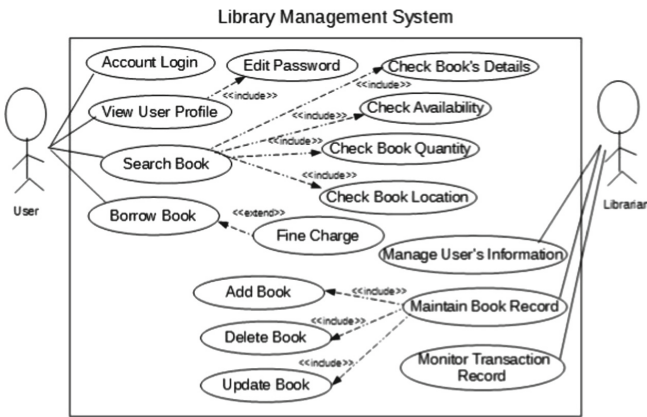 Library Management System
Account Login
Edit Password
Check Book's Details
<<include>>
<<include>>
View User Profile
Check Availability
<<include>>
<<include>>
Check Book Quantity
Search Book
<<include>>
Check Book Location
User
Librarian
Borrow Book
<<extend>>
Fine Charge
Manage User's Information
Add Book
<<include>>
Maintain Book Record
<<include>>
Delete Book
<<include>>
Monitor Transaction
Record
Update Book